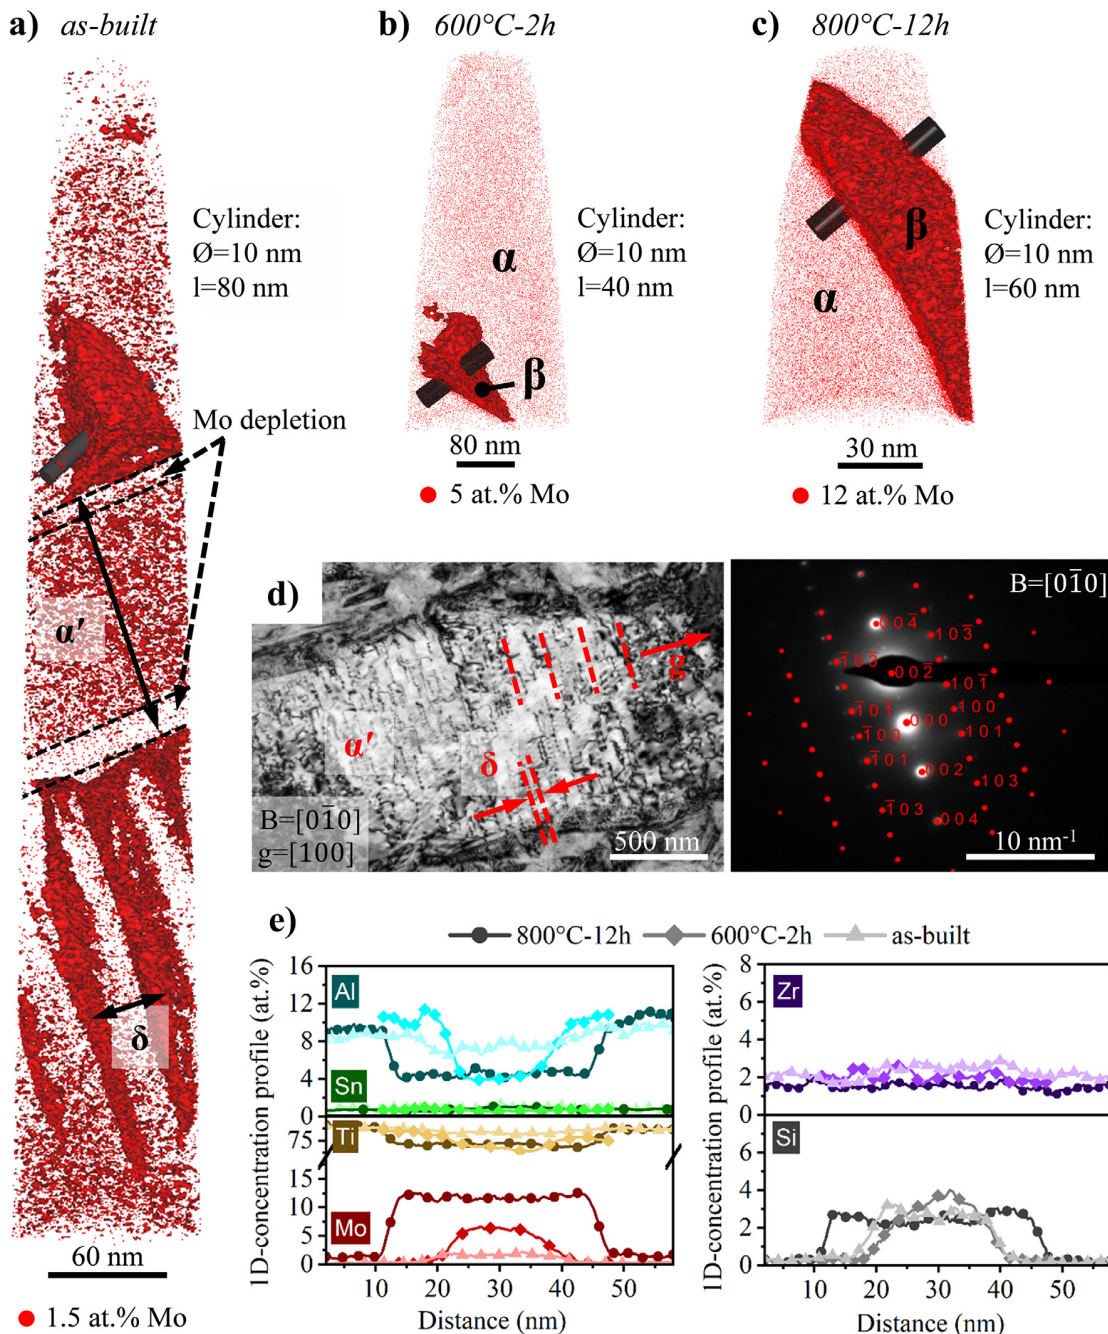 a) as-built
b) 600°C-2h
c) 800°C-12h
Cylinder:
Ø=10 nm
l=80 nm
Cylinder:
Ø=10 nm
l=40 nm
Cylinder:
Ø=10 nm
l=60 nm
α
β
α
β
Mo depletion
80 nm
30 nm
5 at.% Mo
12 at.% Mo
α′
δ
60 nm
1.5 at.% Mo
d)
g
α′
δ
B=[01̄0]
g=[100]
500 nm
B=[01̄0]
004̄
103̄
1̄03̄
002̄
101̄
1̄01̄
100
000
1̄00
101
1̄01
002
103
1̄03
004
10 nm⁻¹
e)
800°C-12h 600°C-2h as-built
1D-concentration profile (at.%)
16
12
8
4
0
Al
Sn
75
15
10
5
0
Ti
Mo
10 20 30 40 50
Distance (nm)
1D-concentration profile (at.%)
8
6
4
2
0
Zr
6
4
2
0
Si
10 20 30 40 50
Distance (nm)